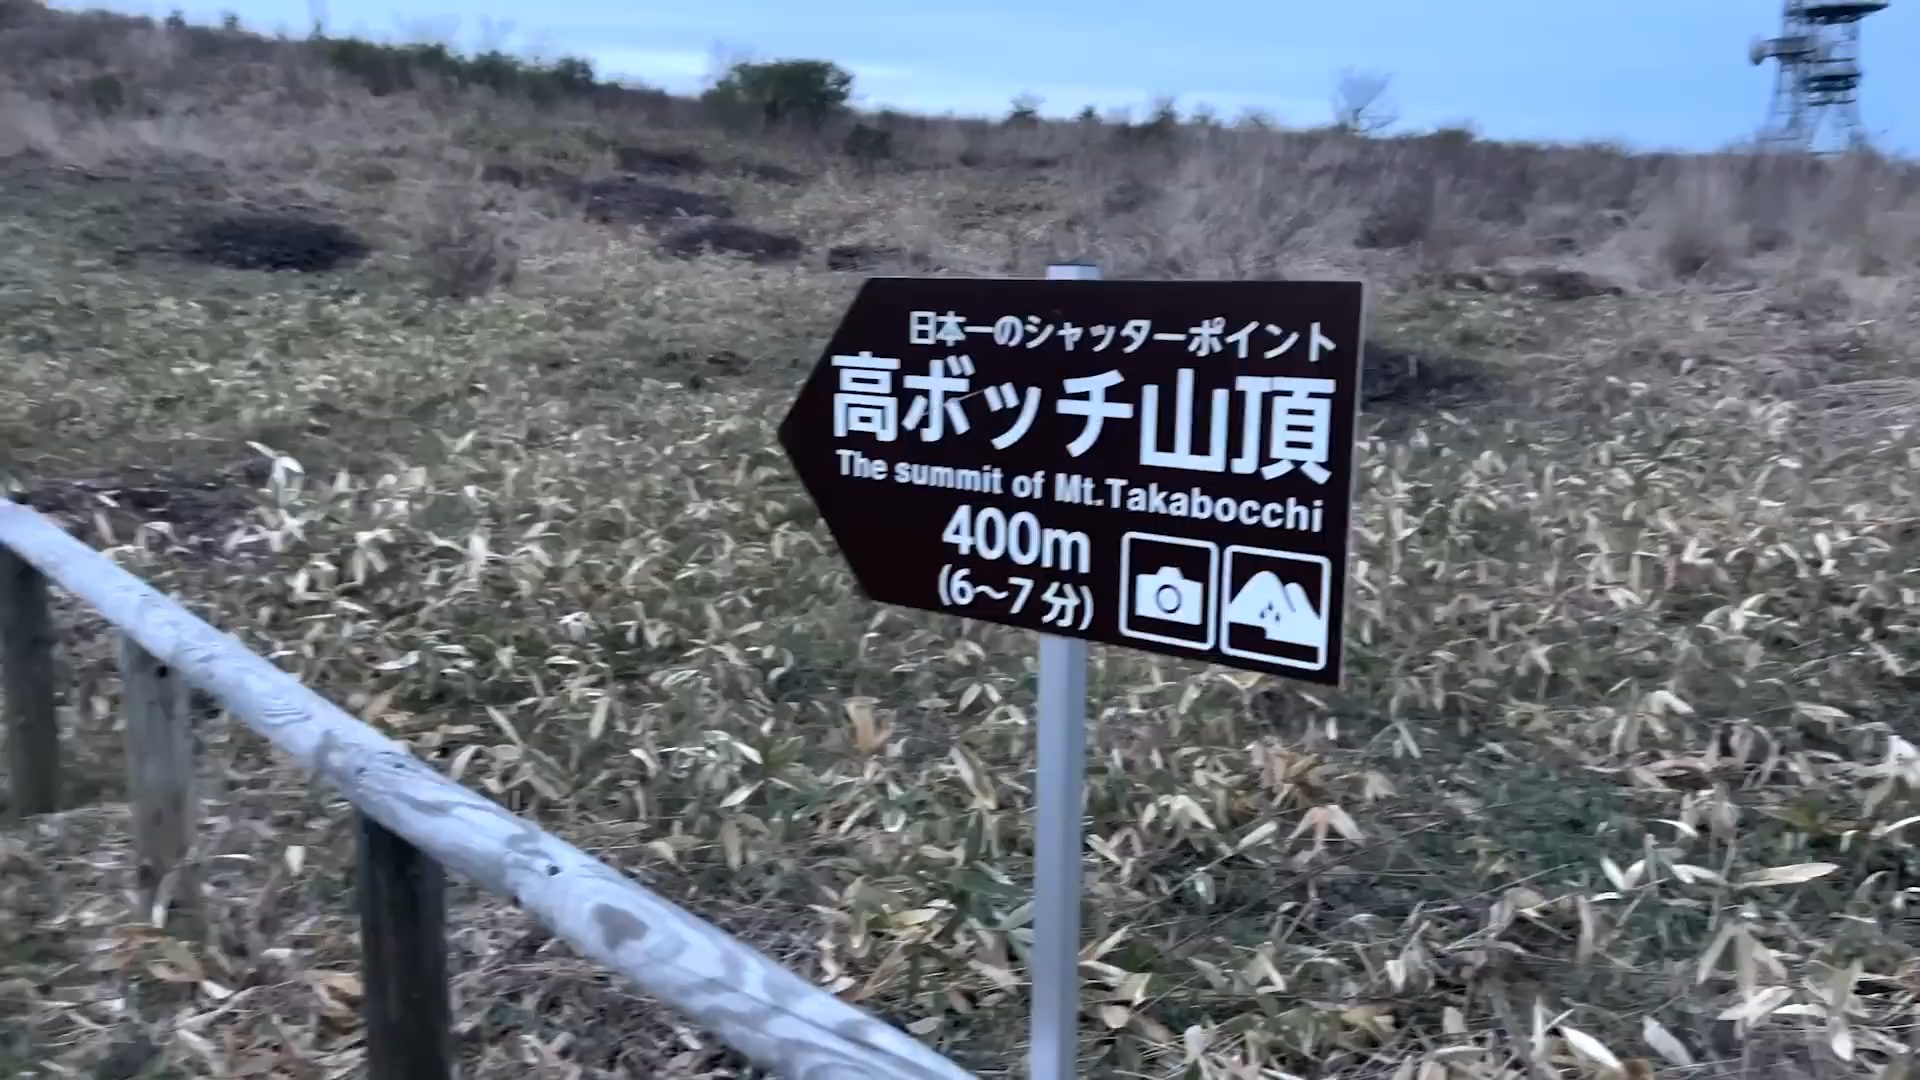 日本一のシャッターポイント
高ボッチ山頂
The summit of Mt.Takabocchi
400m
(6〜7分)